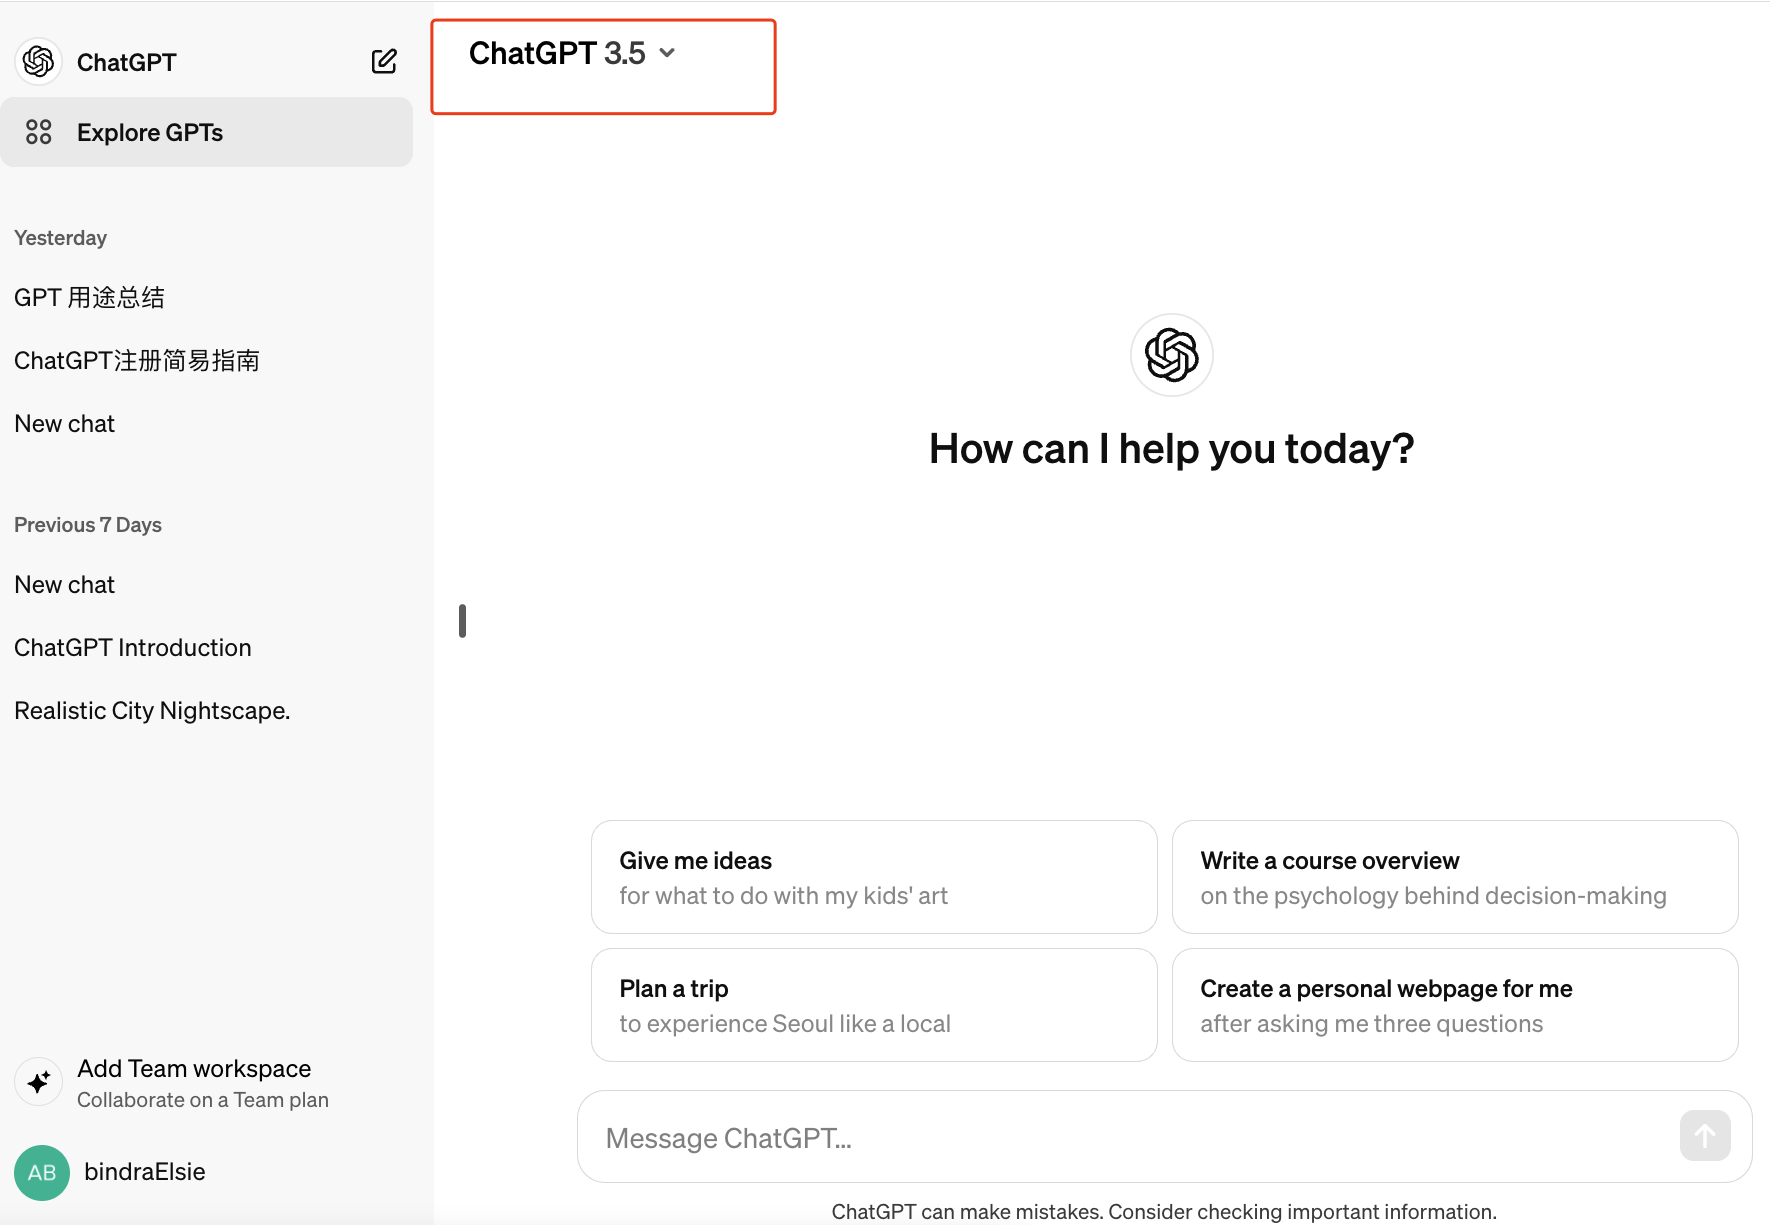 ChatGPT
Explore GPTs
Yesterday
GPT 用途总结
ChatGPT注册简易指南
New chat
Previous 7 Days
New chat
ChatGPT Introduction
Realistic City Nightscape.
Add Team workspace
Collaborate on a Team plan
AB
bindraElsie
ChatGPT 3.5
How can I help you today?
Give me ideas
for what to do with my kids' art
Write a course overview
on the psychology behind decision-making
Plan a trip
to experience Seoul like a local
Create a personal webpage for me
after asking me three questions
Message ChatGPT...
ChatGPT can make mistakes. Consider checking important information.